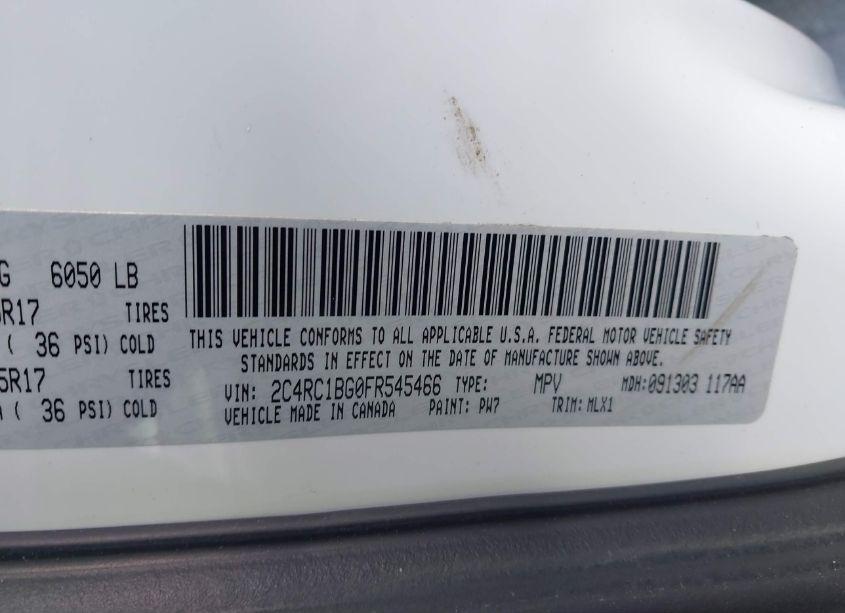 G 6050 LB
5R17 TIRES
( 36 PSI) COLD
5R17 TIRES
( 36 PSI) COLD
THIS VEHICLE CONFORMS TO ALL APPLICABLE U.S.A. FEDERAL MOTOR VEHICLE SAFETY
STANDARDS IN EFFECT ON THE DATE OF MANUFACTURE SHOWN ABOVE.
VIN: 2C4RC1BG0FR545466 TYPE: MPV MDH:091303 117AA
VEHICLE MADE IN CANADA PAINT: PW7 TRIM: MLX1